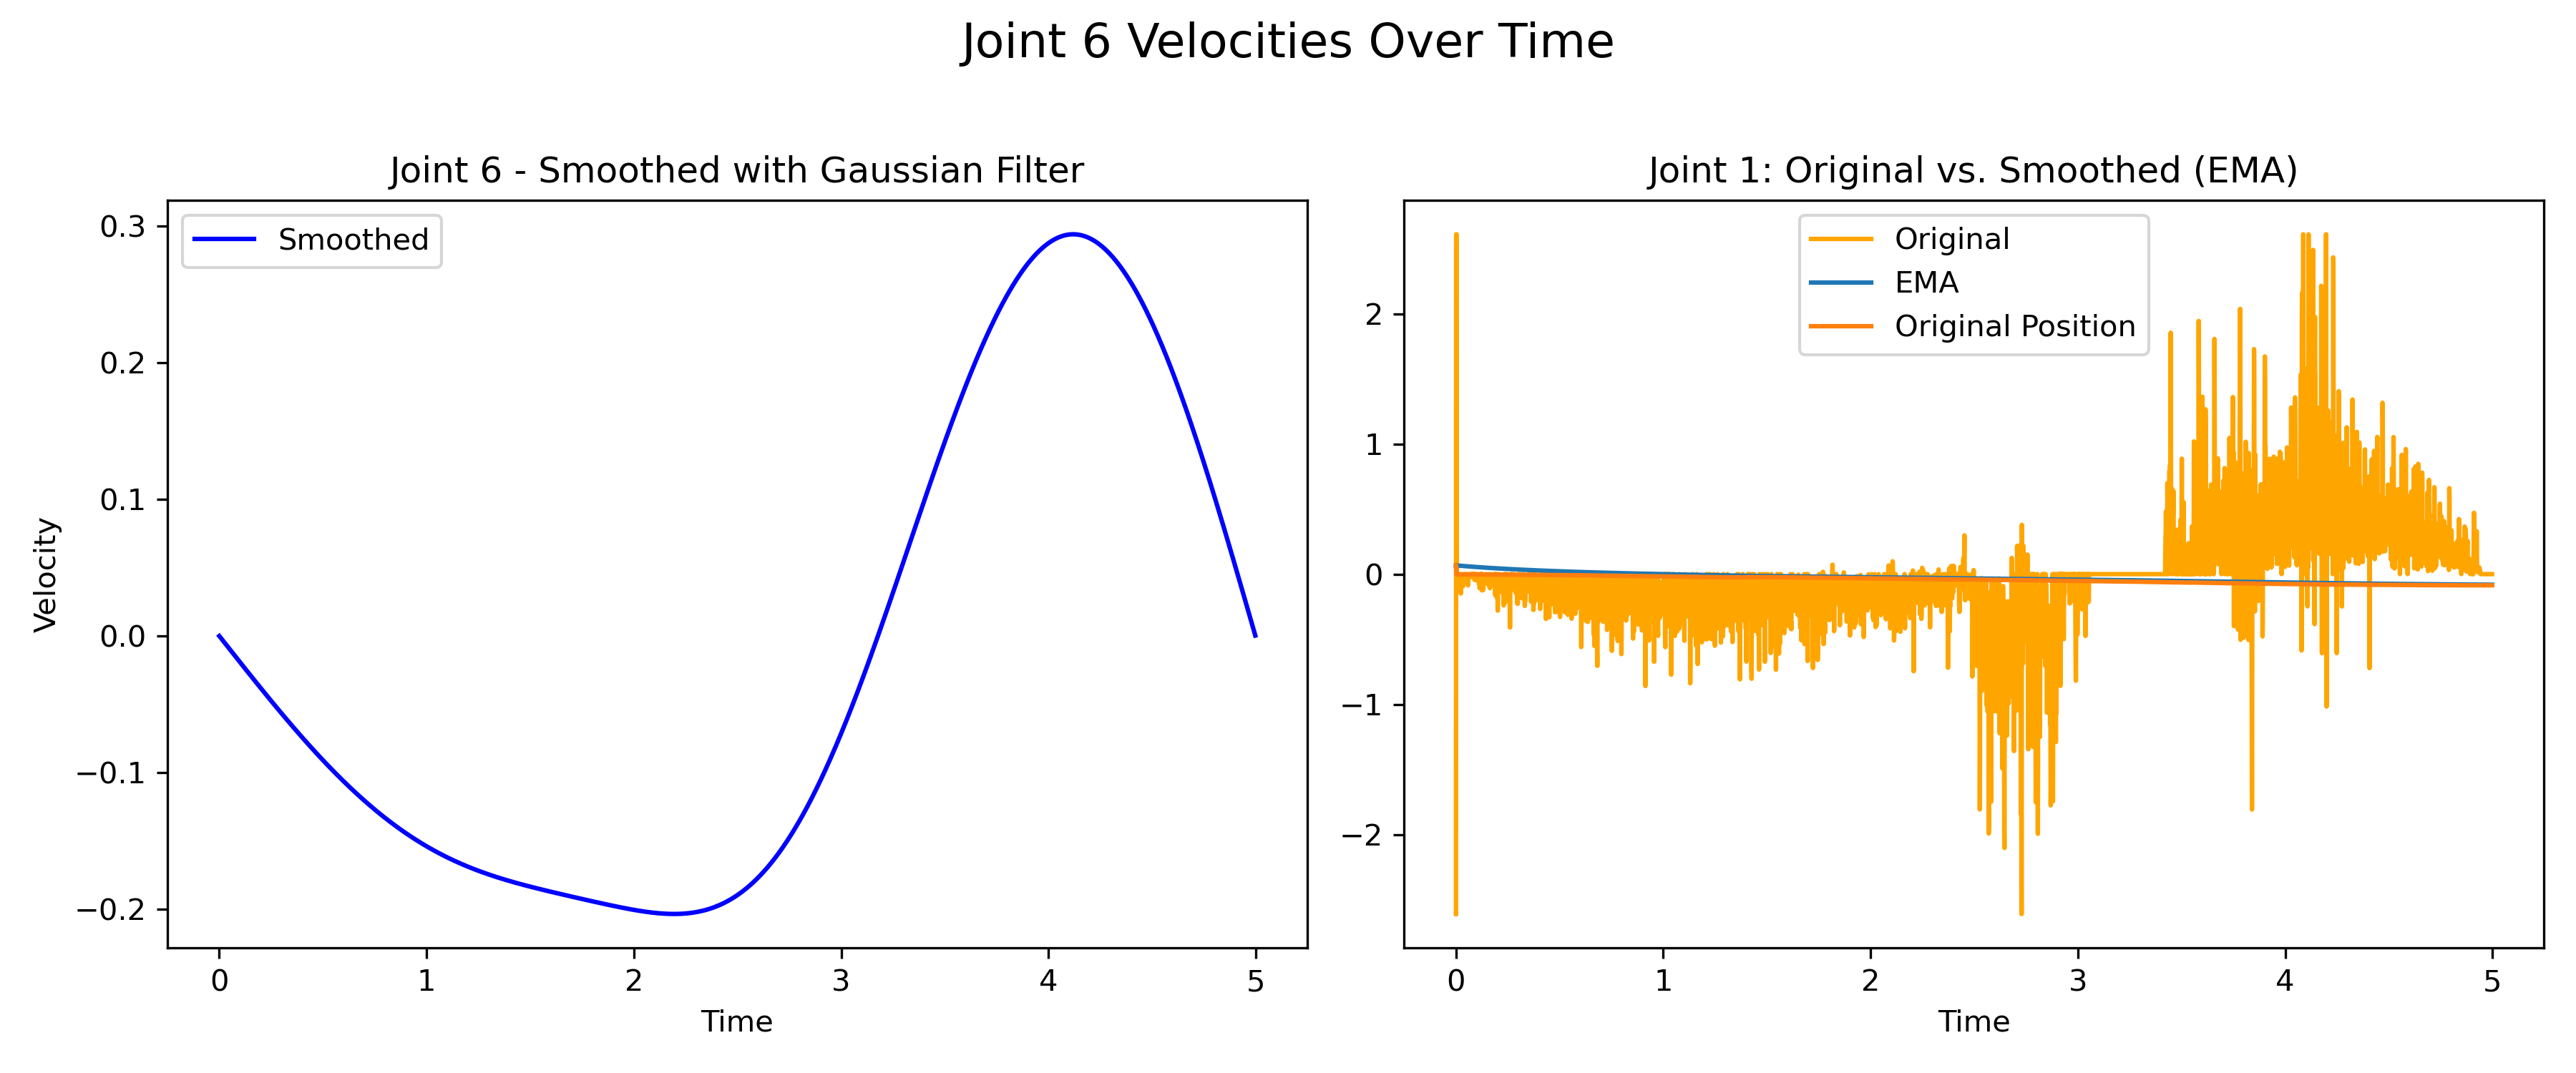 Joint 6 Velocities Over Time
Joint 6 - Smoothed with Gaussian Filter
Smoothed
0.3
0.2
0.1
0.0
−0.1
−0.2
Velocity
0 1 2 3 4 5
Time
Joint 1: Original vs. Smoothed (EMA)
Original
EMA
Original Position
2
1
0
−1
−2
0 1 2 3 4 5
Time